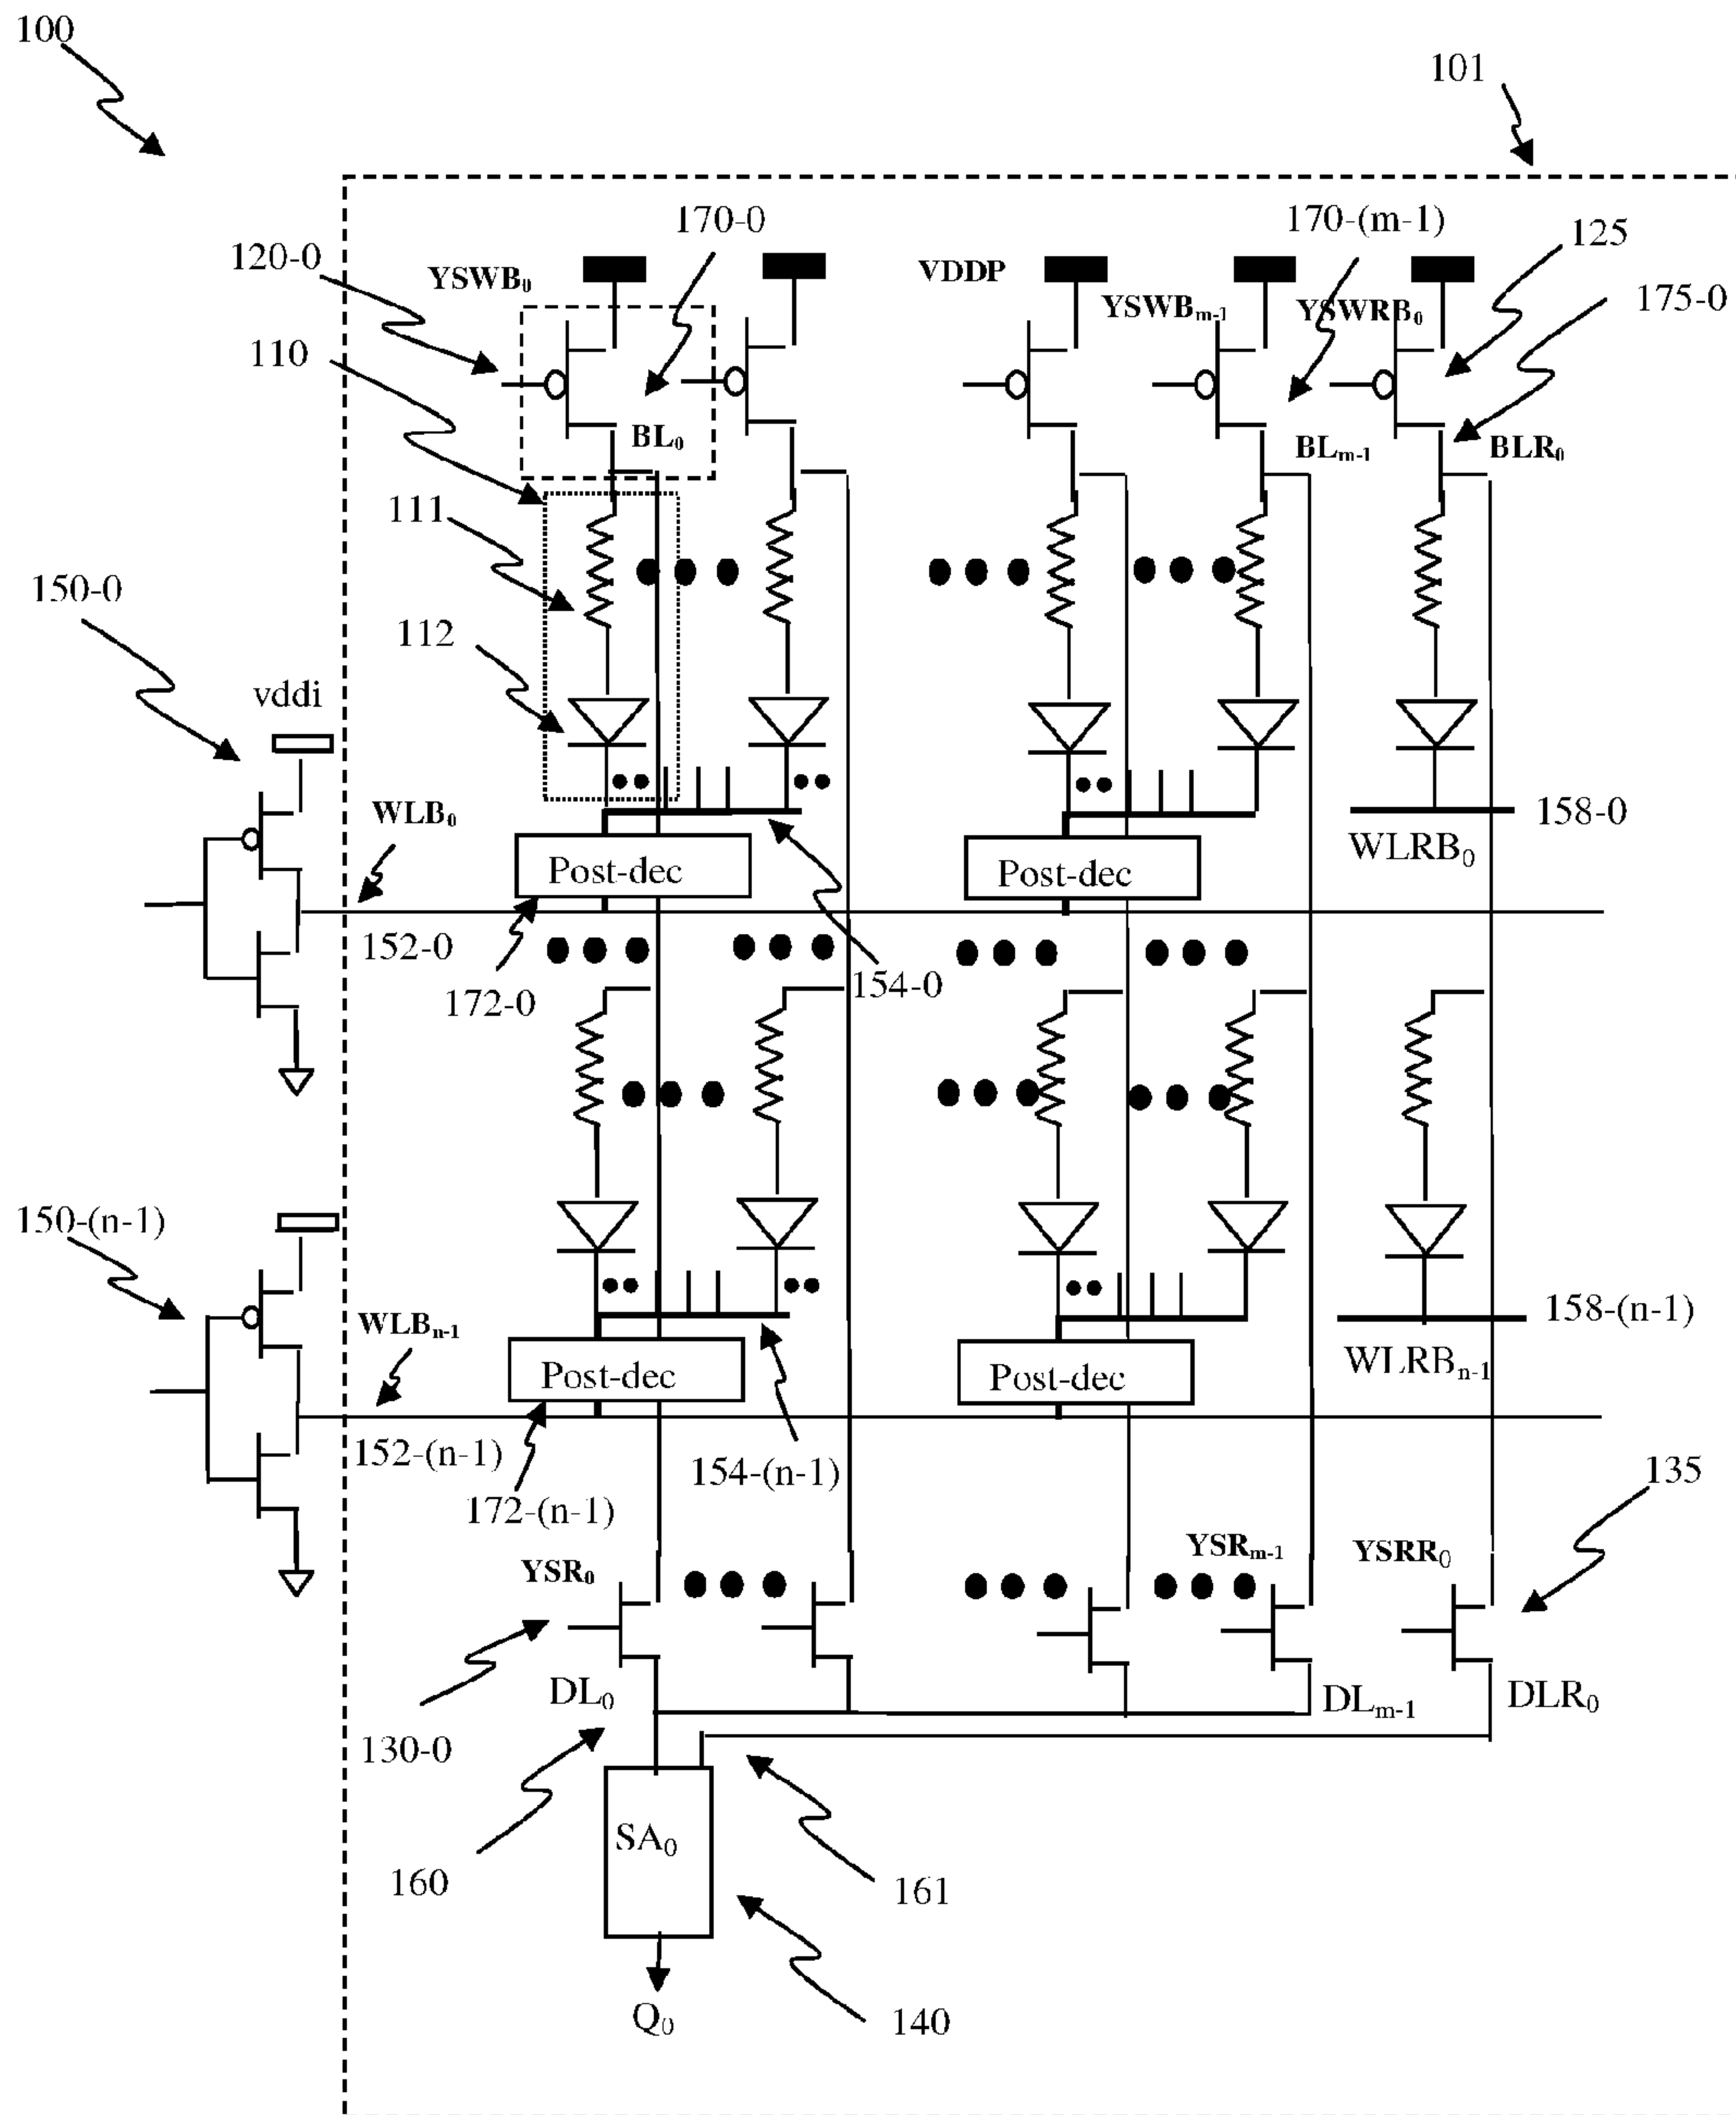 100
101
170-0
170-(m-1)
125
120-0
YSWB₀
VDDP
YSWBₘ₋₁
YSWRB₀
175-0
110
BL₀
BLₘ₋₁
BLR₀
111
150-0
112
vddi
WLB₀
158-0
WLRB₀
Post-dec
Post-dec
152-0
172-0
154-0
150-(n-1)
WLBₙ₋₁
158-(n-1)
WLRBₙ₋₁
Post-dec
Post-dec
152-(n-1)
154-(n-1)
172-(n-1)
135
YSR₀
YSRₘ₋₁
YSRR₀
DL₀
DLₘ₋₁
DLR₀
130-0
SA₀
160
161
Q₀
140